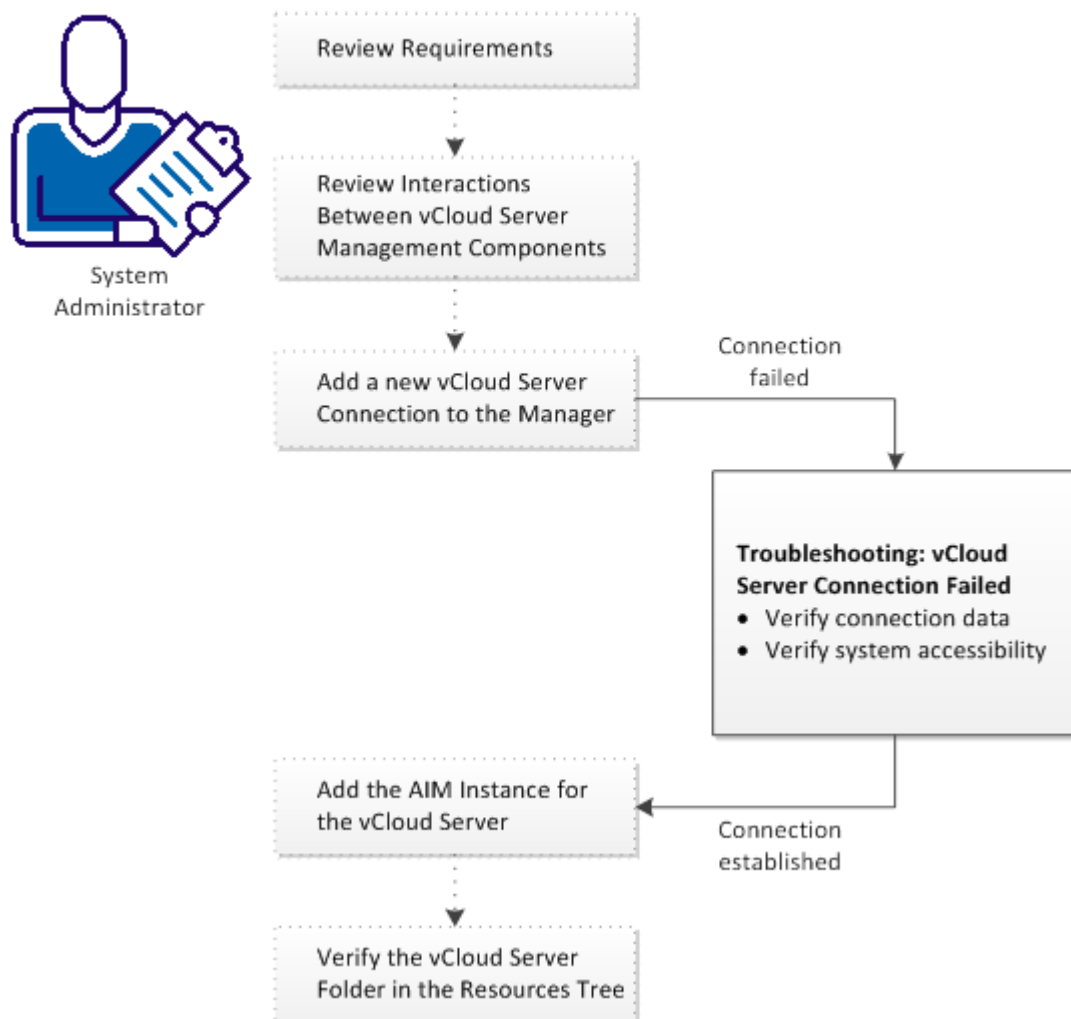 Review Requirements
System
Administrator
Review Interactions
Between vCloud Server
Management Components
Add a new vCloud Server
Connection to the Manager
Connection
failed
Troubleshooting: vCloud
Server Connection Failed
• Verify connection data
• Verify system accessibility
Add the AIM Instance for
the vCloud Server
Connection
established
Verify the vCloud Server
Folder in the Resources Tree